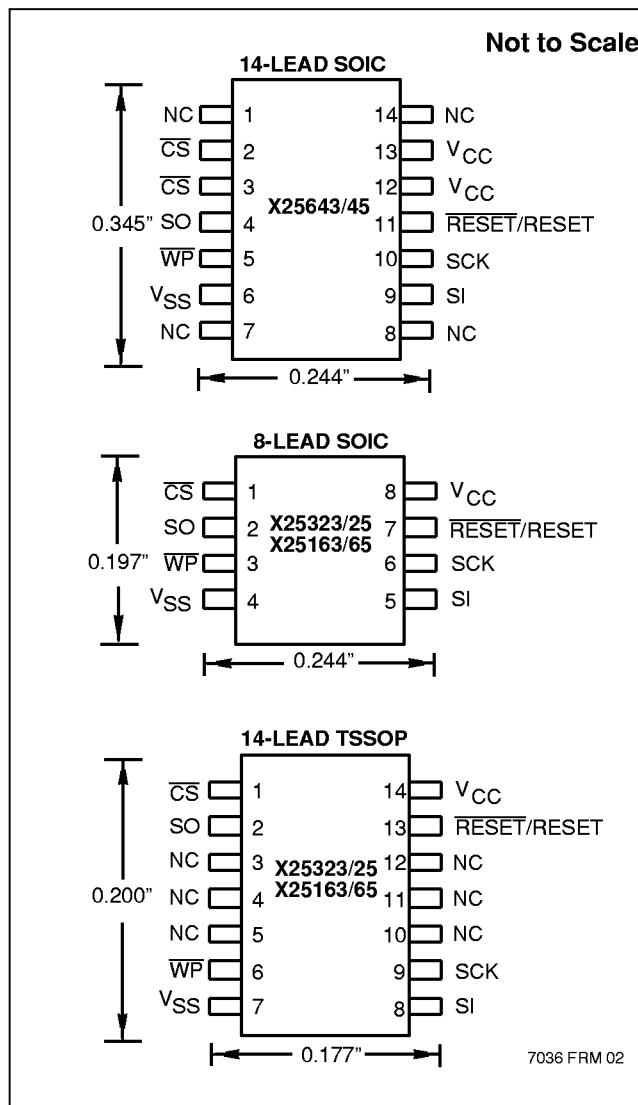 Not to Scale
14-LEAD SOIC
NC 1 14 NC
CS 2 13 VCC
CS 3 12 VCC
X25643/45
0.345”
SO 4 11 RESET/RESET
WP 5 10 SCK
VSS 6 9 SI
NC 7 8 NC
0.244”
8-LEAD SOIC
CS 1 8 VCC
SO 2 X25323/25 7 RESET/RESET
X25163/65
0.197”
WP 3 6 SCK
VSS 4 5 SI
0.244”
14-LEAD TSSOP
CS 1 14 VCC
SO 2 13 RESET/RESET
NC 3 X25323/25 12 NC
X25163/65
0.200”
NC 4 11 NC
NC 5 10 NC
WP 6 9 SCK
VSS 7 8 SI
0.177”
7036 FRM 02